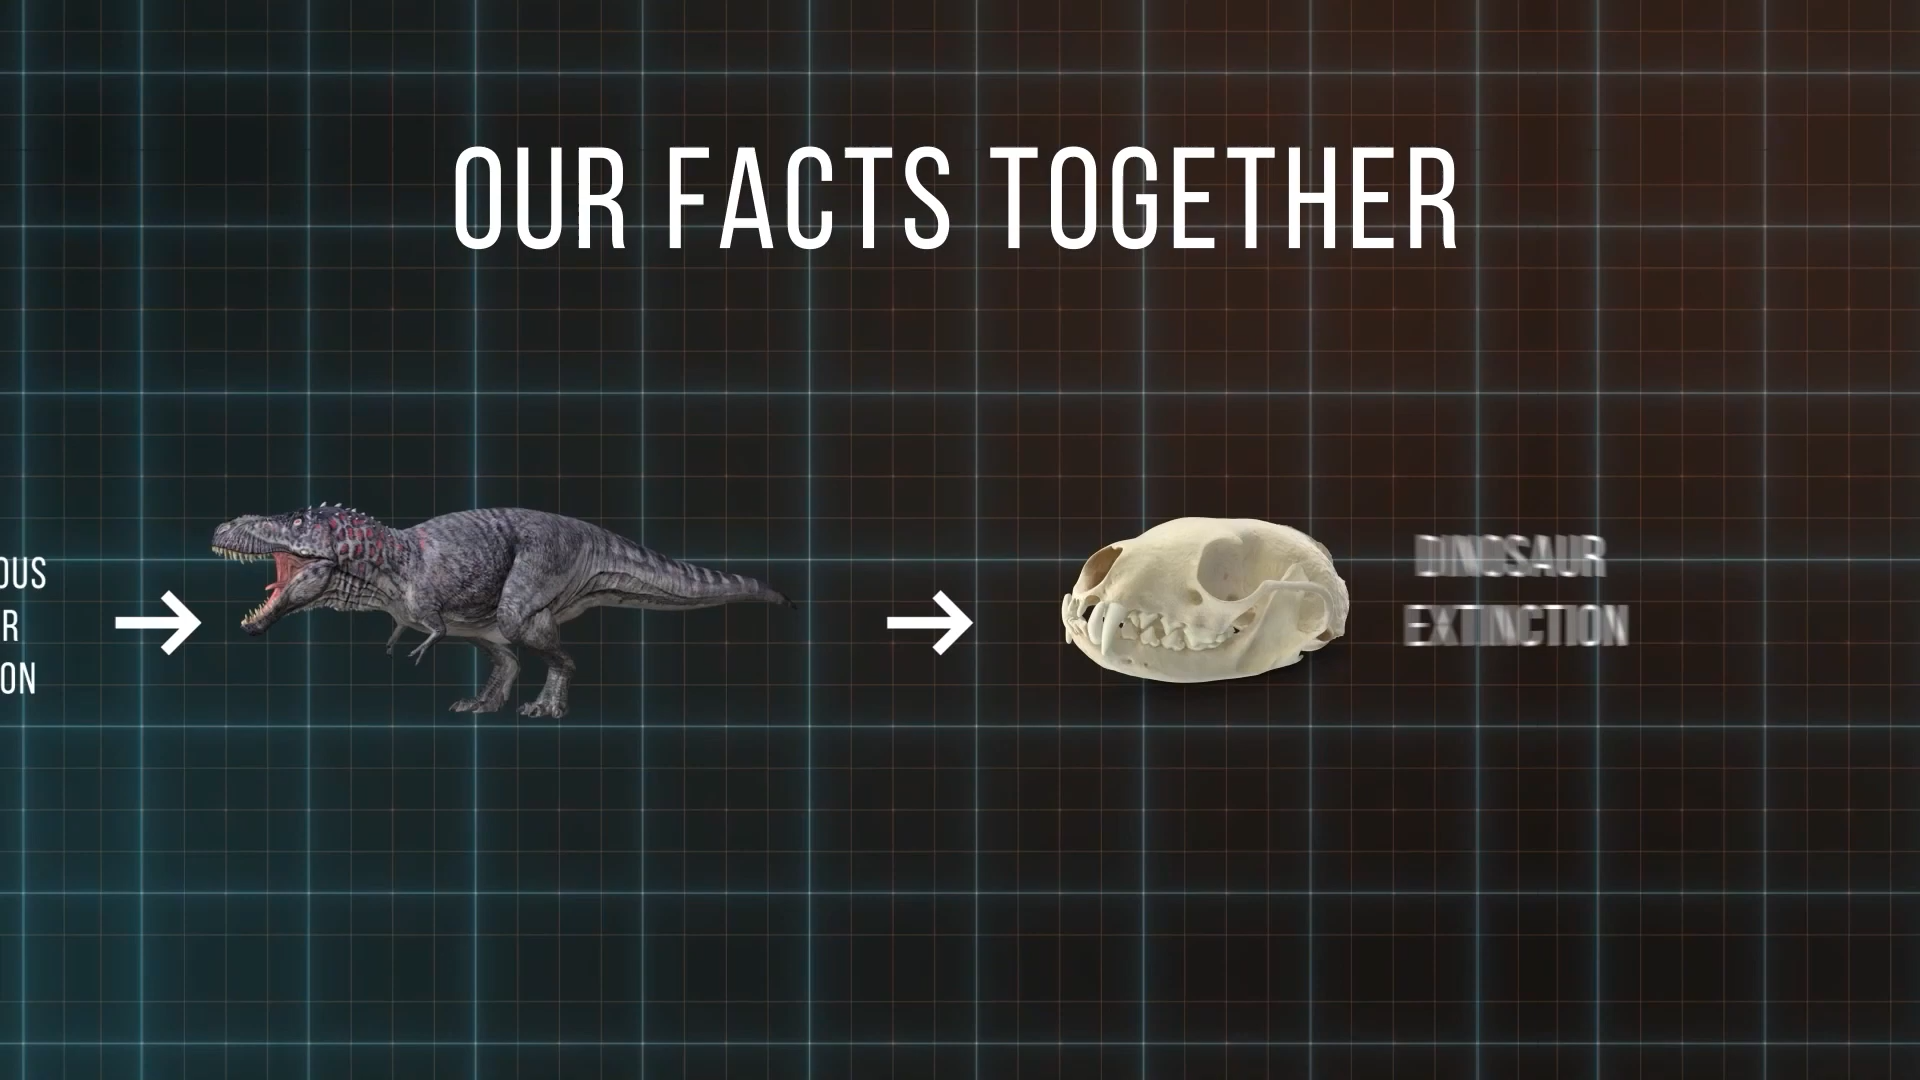 OUR FACTS TOGETHER
OUS
R
ON
DINOSAUR
EXTINCTION